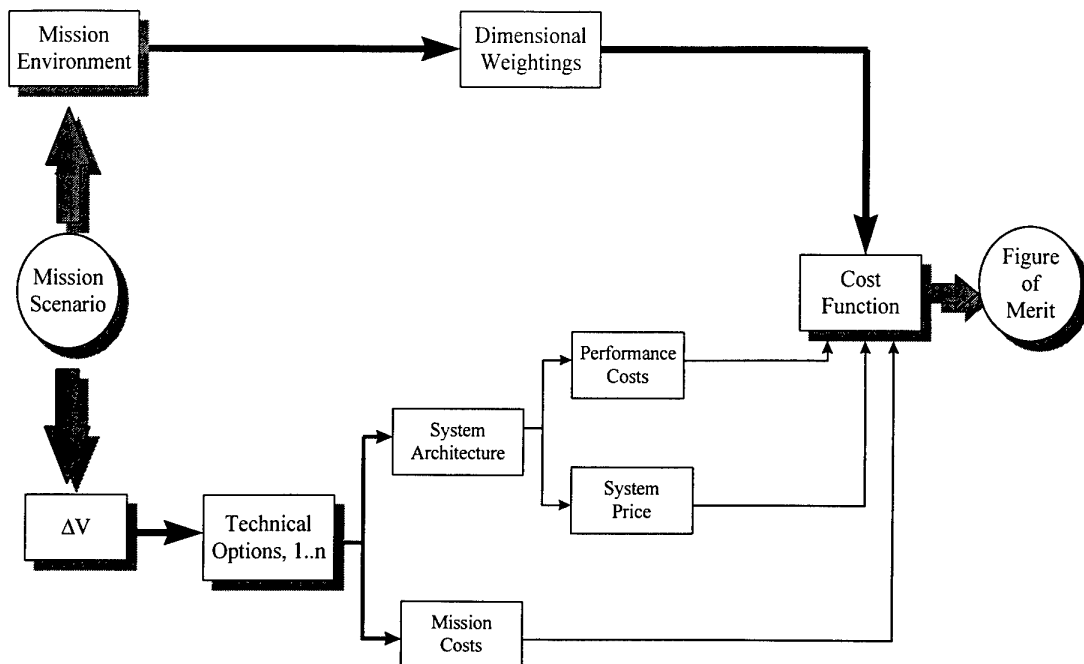 Mission
Environment
Dimensional
Weightings
Mission
Scenario
Cost
Function
Figure
of
Merit
Performance
Costs
System
Architecture
System
Price
ΔV
Technical
Options, 1..n
Mission
Costs